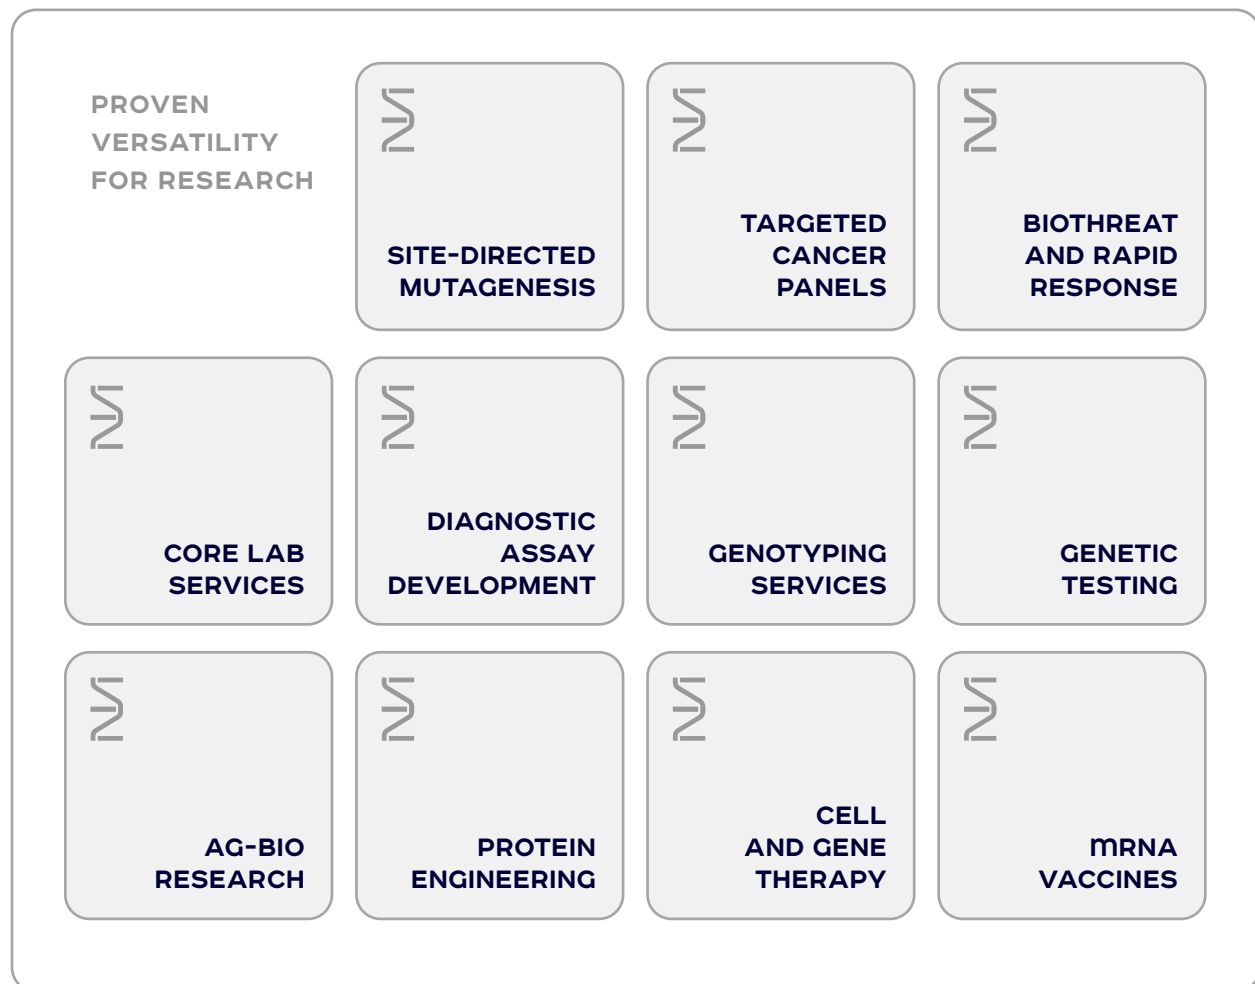 PROVEN
VERSATILITY
FOR RESEARCH
SITE-DIRECTED
MUTAGENESIS
TARGETED
CANCER
PANELS
BIOTHREAT
AND RAPID
RESPONSE
CORE LAB
SERVICES
DIAGNOSTIC
ASSAY
DEVELOPMENT
GENOTYPING
SERVICES
GENETIC
TESTING
AG-BIO
RESEARCH
PROTEIN
ENGINEERING
CELL
AND GENE
THERAPY
mRNA
VACCINES